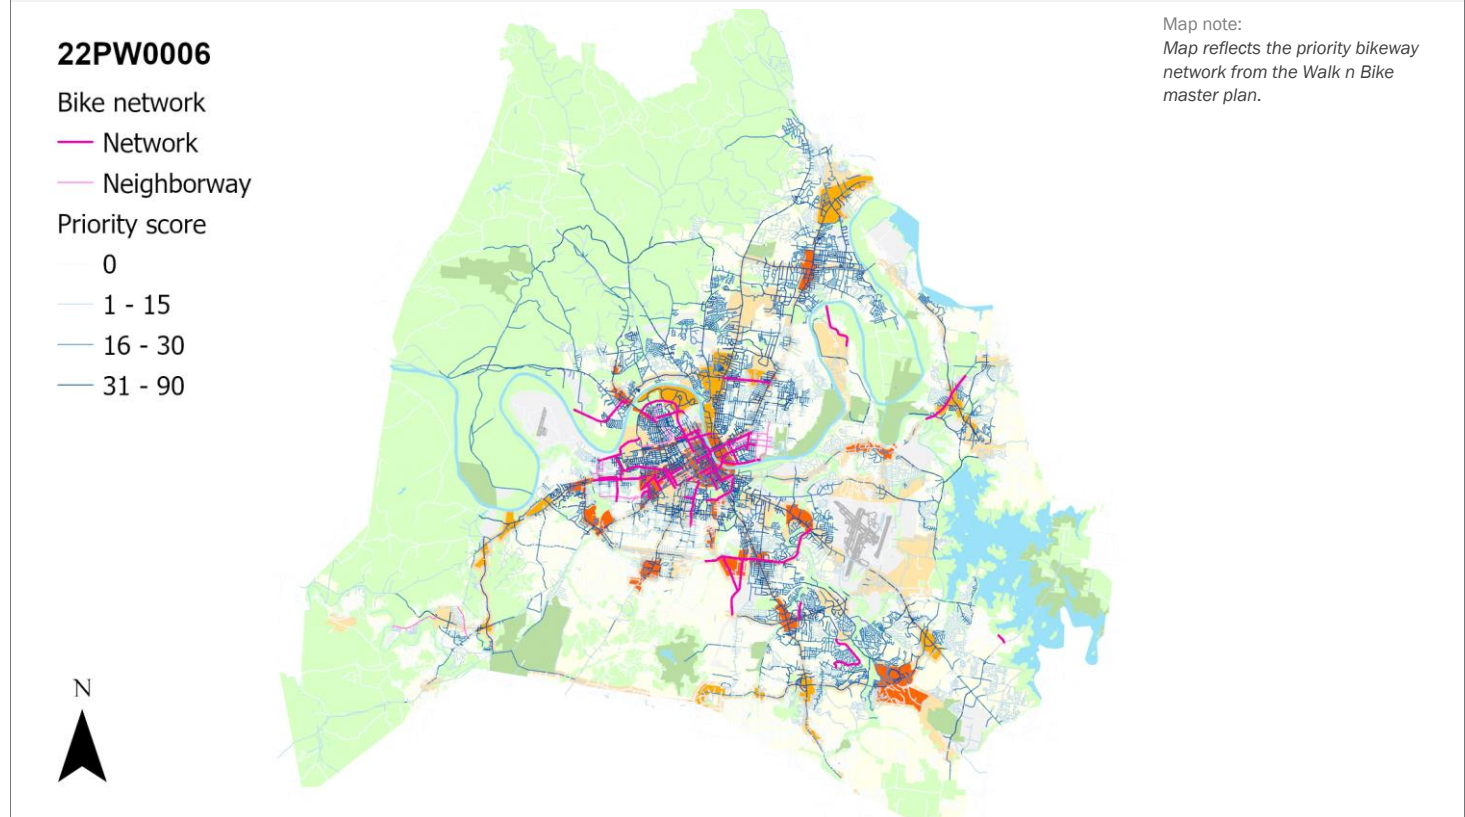 22PW0006
Bike network
Network
Neighborway
Priority score
0
1 - 15
16 - 30
31 - 90
N
Map note:
Map reflects the priority bikeway
network from the Walk n Bike
master plan.